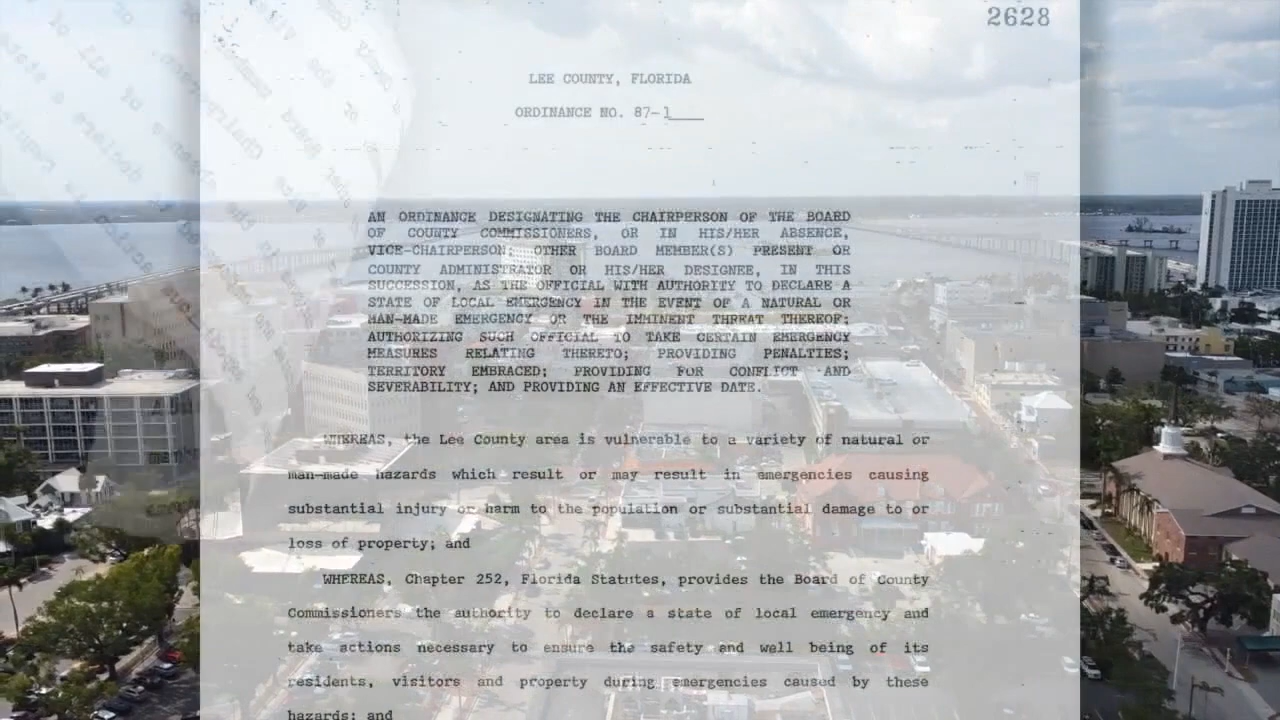 2628
LEE COUNTY, FLORIDA
ORDINANCE NO. 87-1
AN ORDINANCE DESIGNATING THE CHAIRPERSON OF THE BOARD
OF COUNTY COMMISSIONERS, OR IN HIS/HER ABSENCE,
VICE-CHAIRPERSON; OTHER BOARD MEMBER(S) PRESENT OR
COUNTY ADMINISTRATOR OR HIS/HER DESIGNEE, IN THIS
SUCCESSION, AS THE OFFICIAL WITH AUTHORITY TO DECLARE A
STATE OF LOCAL EMERGENCY IN THE EVENT OF A NATURAL OR
MAN-MADE EMERGENCY OR THE IMMINENT THREAT THEREOF;
AUTHORIZING SUCH OFFICIAL TO TAKE CERTAIN EMERGENCY
MEASURES RELATING THERETO; PROVIDING PENALTIES;
TERRITORY EMBRACED; PROVIDING FOR CONFLICT AND
SEVERABILITY; AND PROVIDING AN EFFECTIVE DATE.
WHEREAS, the Lee County area is vulnerable to a variety of natural or
man-made hazards which result or may result in emergencies causing
substantial injury or harm to the population or substantial damage to or
loss of property; and
WHEREAS, Chapter 252, Florida Statutes, provides the Board of County
Commissioners the authority to declare a state of local emergency and
take actions necessary to ensure the safety and well being of its
residents, visitors and property during emergencies caused by these
hazards; and